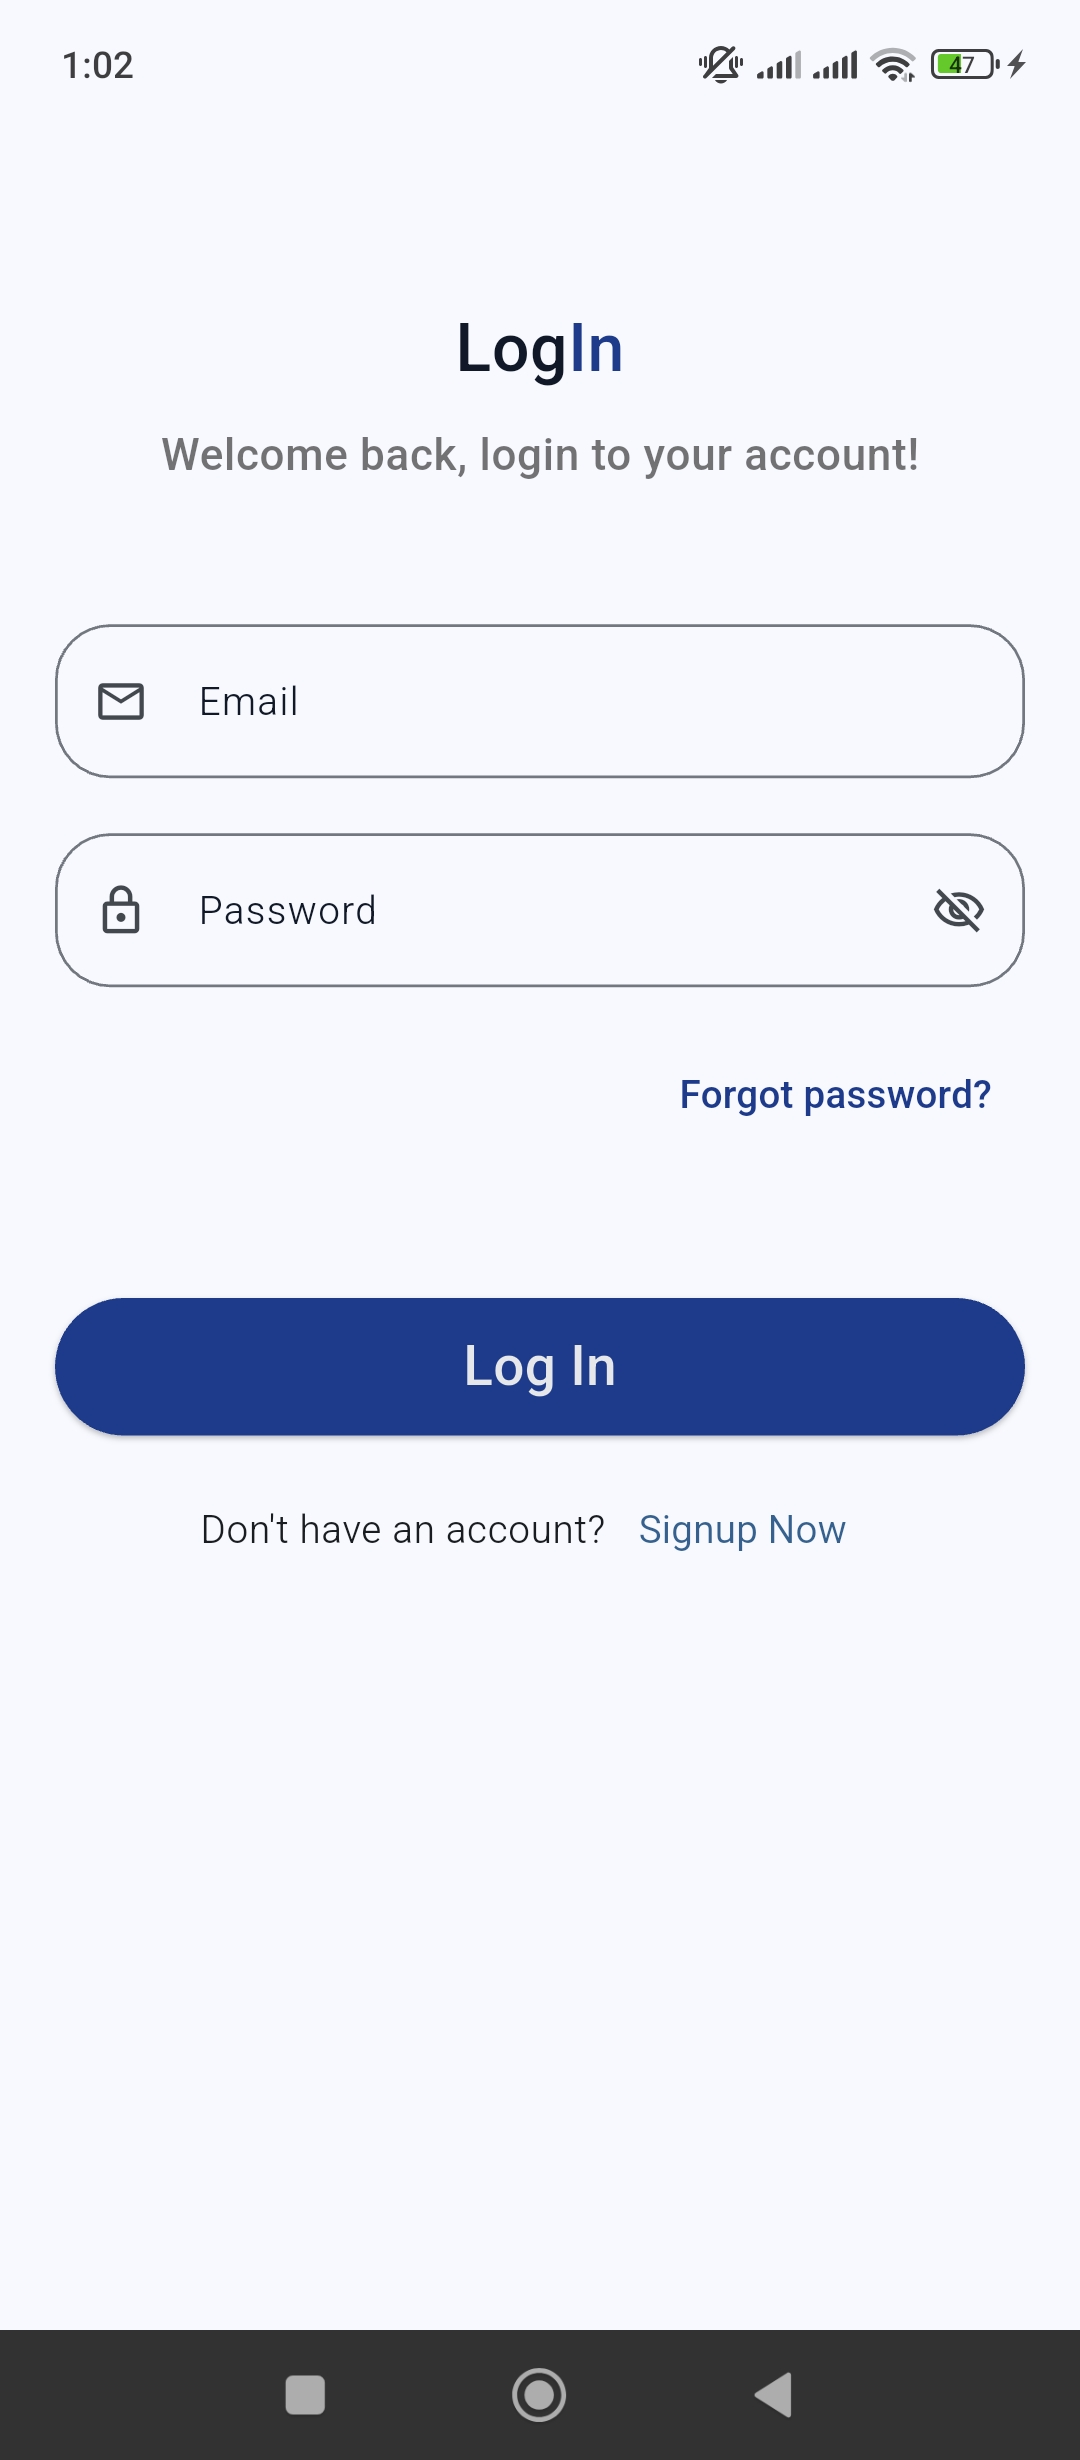 1:02
47
LogIn
Welcome back, login to your account!
Email
Password
Forgot password?
Log In
Don't have an account? Signup Now